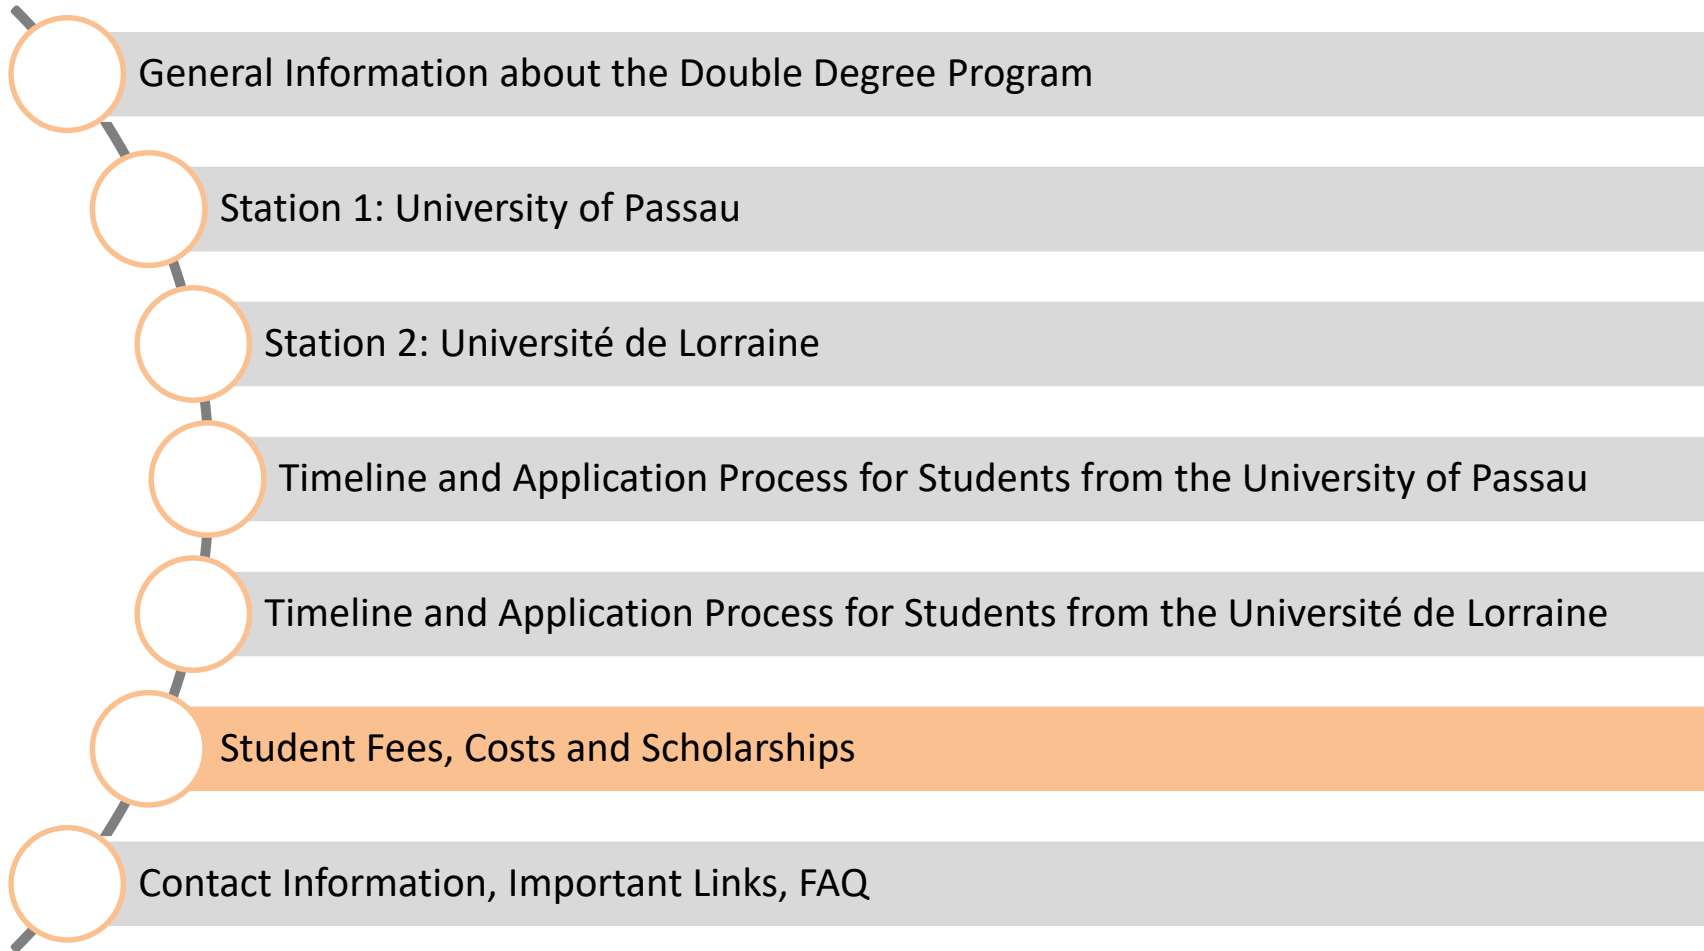 General Information about the Double Degree Program
Station 1: University of Passau
Station 2: Université de Lorraine
Timeline and Application Process for Students from the University of Passau
Timeline and Application Process for Students from the Université de Lorraine
Student Fees, Costs and Scholarships
Contact Information, Important Links, FAQ